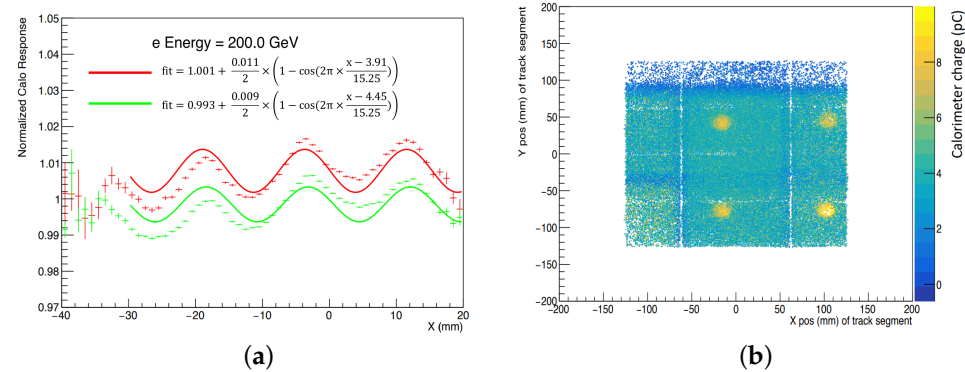 1.05
1.04
1.03
1.02
1.01
1
0.99
0.98
0.97
Normalized Calo Response
e Energy = 200.0 GeV
fit = 1.001 + 0.011/2 × (1 − cos(2π × x − 3.91/15.25))
fit = 0.993 + 0.009/2 × (1 − cos(2π × x − 4.45/15.25))
−40 −30 −20 −10 0 10 20
X (mm)
(a)
Y pos (mm) of track segment
200
150
100
50
0
−50
−100
−150
−200
−200 −150 −100 −50 0 50 100 150 200
X pos (mm) of track segment
10
8
6
4
2
0
Calorimeter charge (pC)
(b)